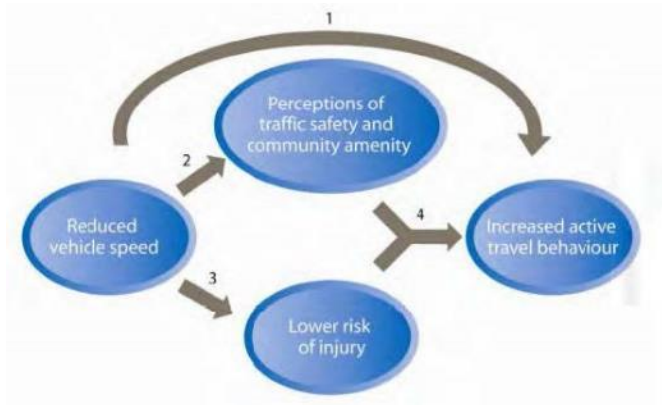 1
Perceptions of
traffic safety and
community amenity
2
4
Reduced
vehicle speed
Increased active
travel behaviour
3
Lower risk
of injury